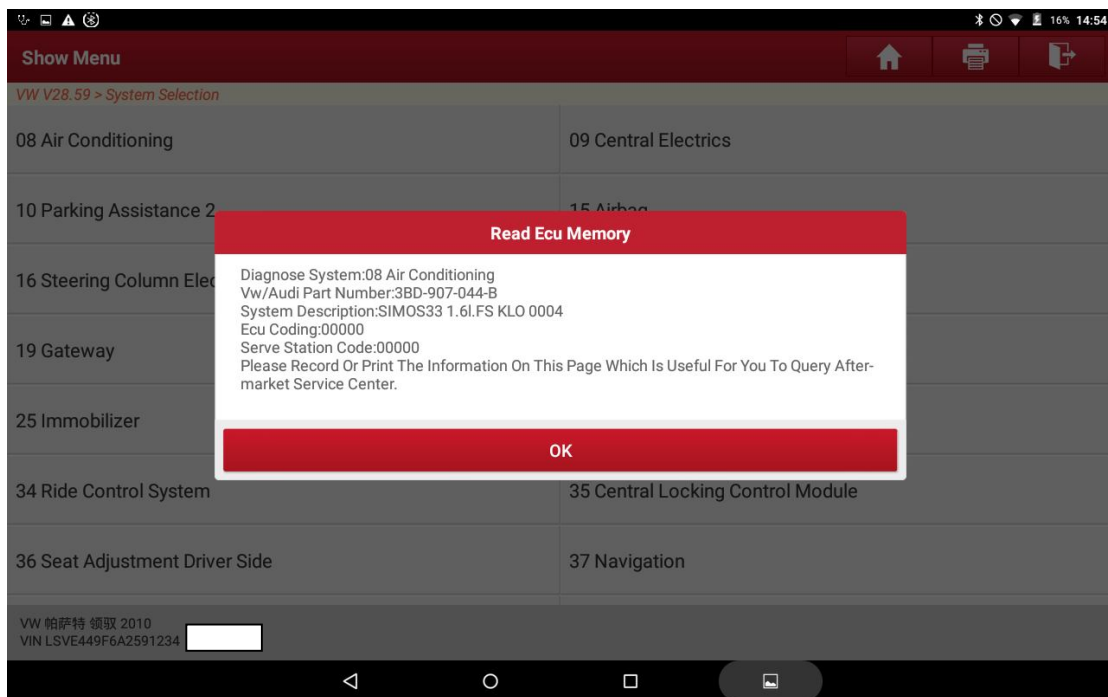 16% 14:54
Show Menu
VW V28.59 > System Selection
08 Air Conditioning
09 Central Electrics
10 Parking Assistance 2
15 Airbag
Read Ecu Memory
16 Steering Column Elec
Diagnose System:08 Air Conditioning
Vw/Audi Part Number:3BD-907-044-B
System Description:SIMOS33 1.6l.FS KLO 0004
Ecu Coding:00000
Serve Station Code:00000
Please Record Or Print The Information On This Page Which Is Useful For You To Query After-
market Service Center.
19 Gateway
25 Immobilizer
OK
34 Ride Control System
35 Central Locking Control Module
36 Seat Adjustment Driver Side
37 Navigation
VW 帕萨特 领驭 2010
VIN LSVE449F6A2591234